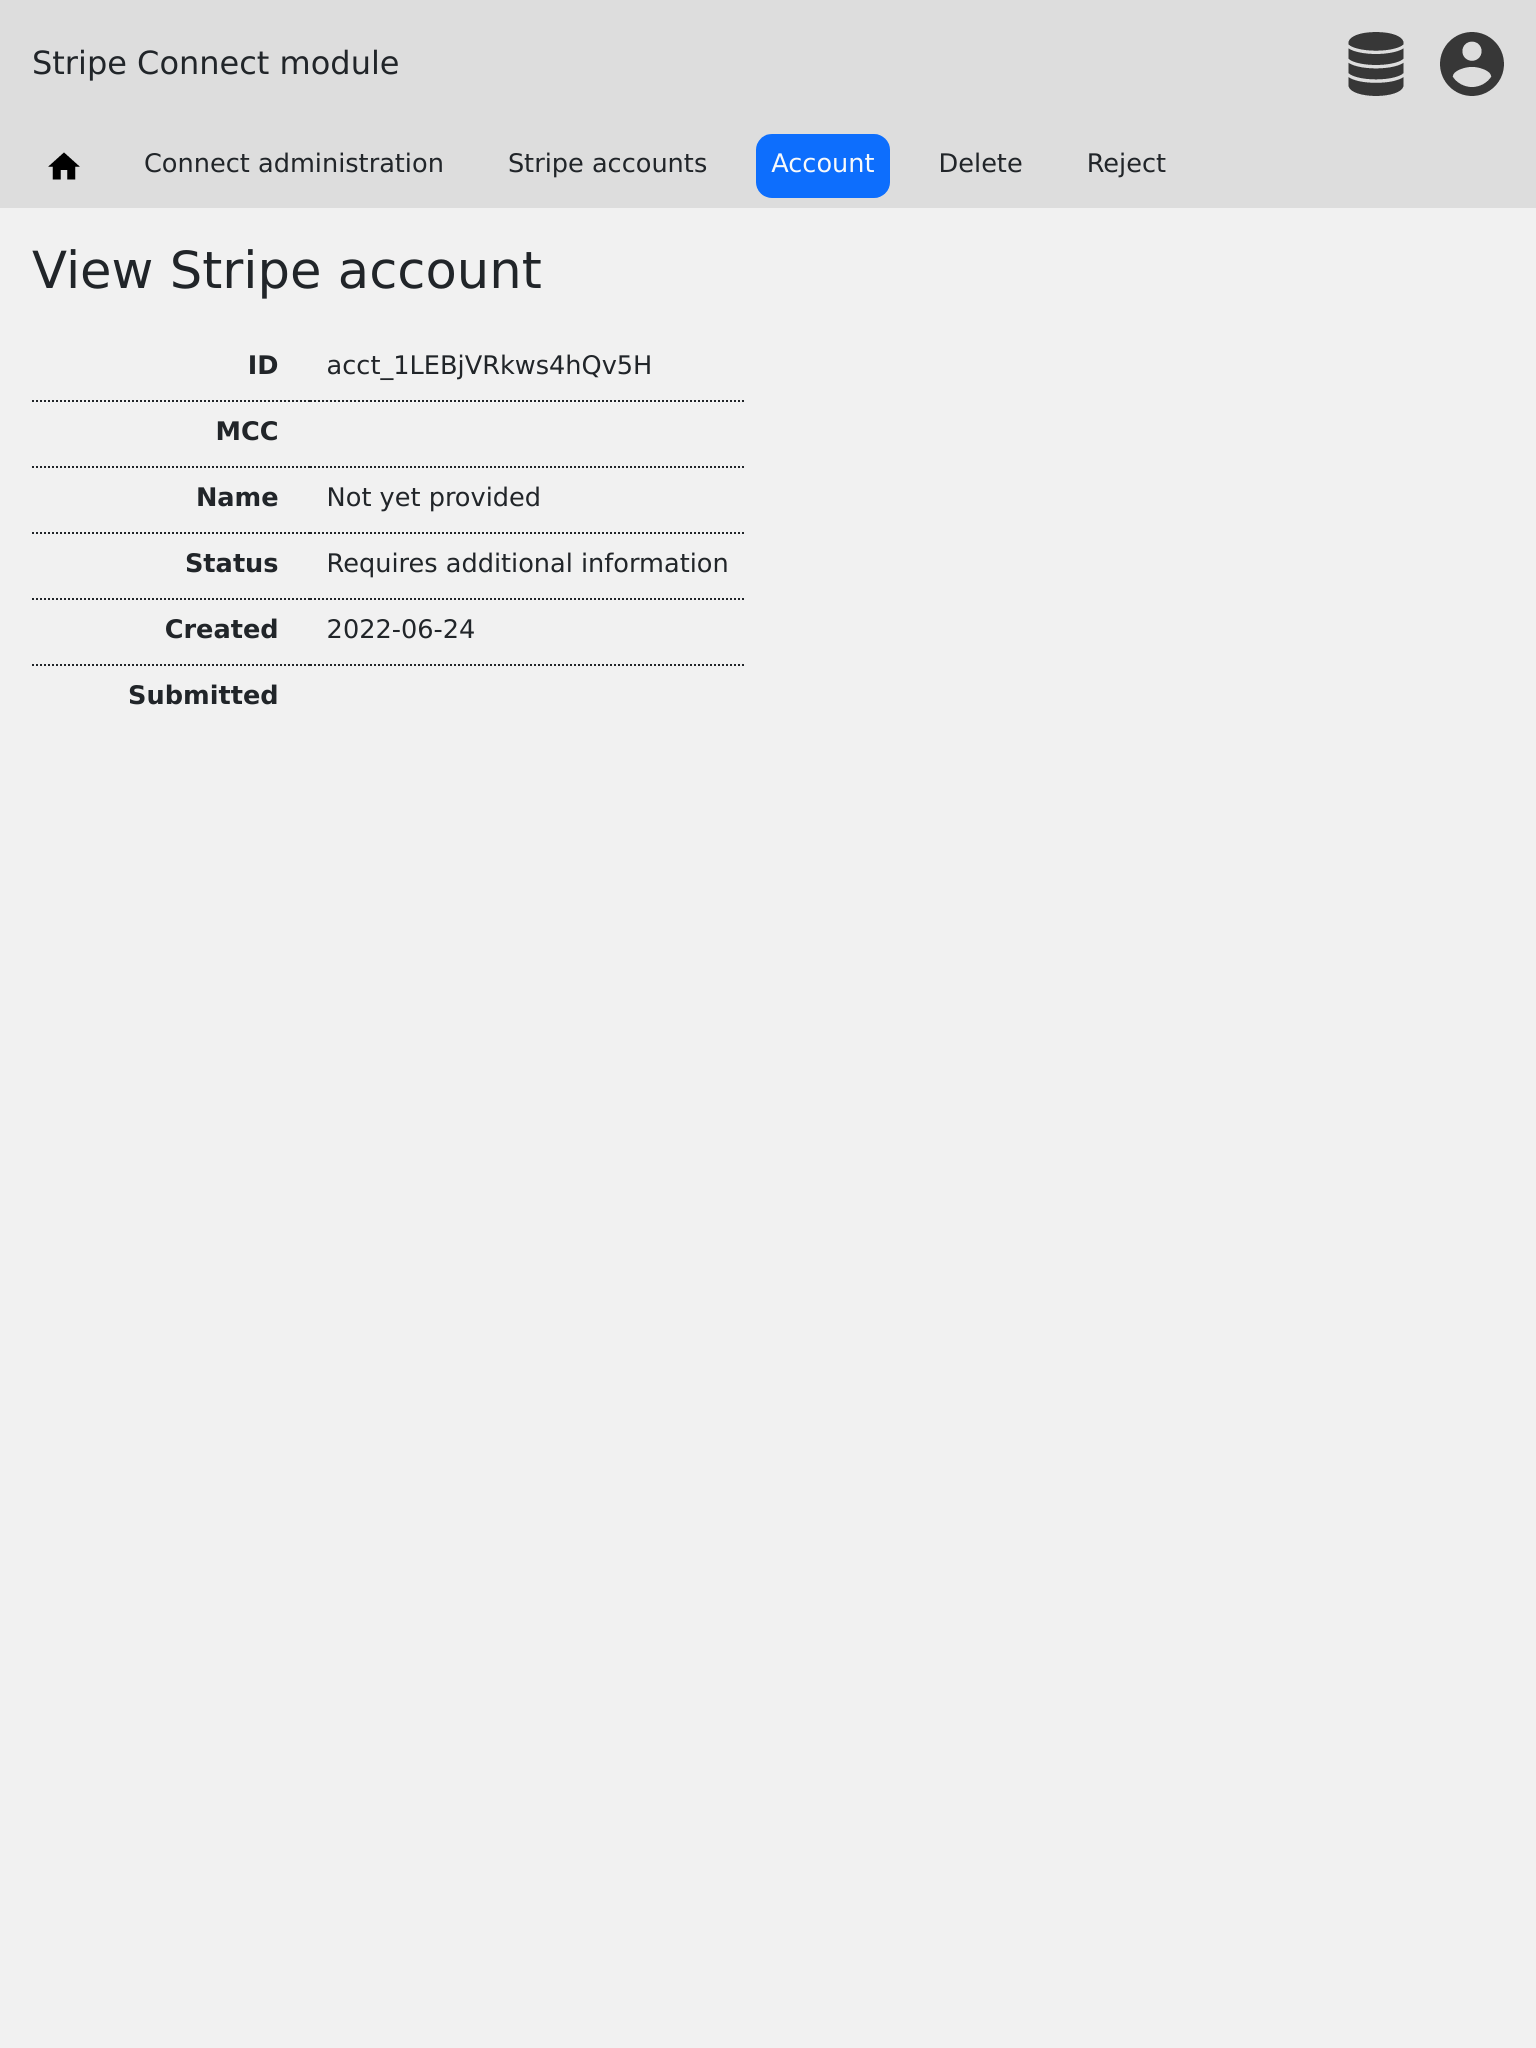 Stripe Connect module
Connect administration Stripe accounts Account Delete Reject
View Stripe account
ID acct_1LEBjVRkws4hQv5H
MCC
Name Not yet provided
Status Requires additional information
Created 2022-06-24
Submitted